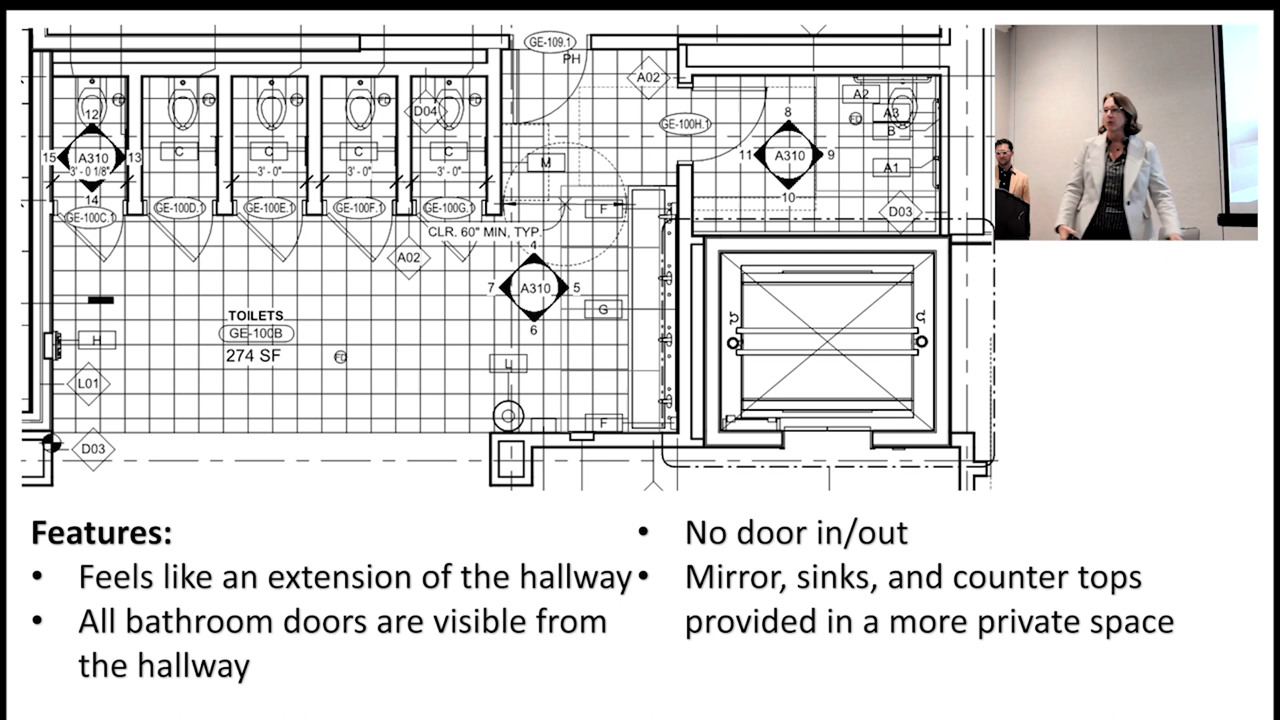 GE-109.1
PH
A02
D04
GE-100H.1
8
A2
A3
B
12
15 A310 13
3' - 0 1/8"
14
C
C
3' - 0"
C
3' - 0"
C
3' - 0"
M
11 A310 9
10
A1
D03
GE-100C.1
GE-100D.1
GE-100E.1
GE-100F.1
GE-100G.1
F
CLR. 60" MIN, TYP.
A02
4
7 A310 5
6
G
TOILETS
GE-100B
274 SF
FD
H
L
L01
F
D03
Features:
• Feels like an extension of the hallway
• All bathroom doors are visible from
the hallway
• No door in/out
• Mirror, sinks, and counter tops
provided in a more private space